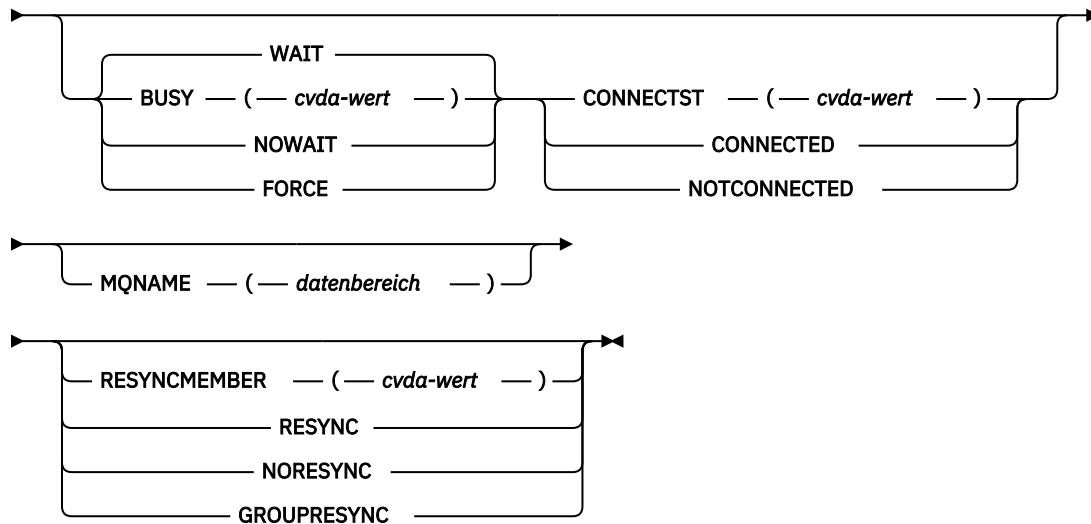 WAIT
BUSY ( cvda-wert ) CONNECTST ( cvda-wert )
NOWAIT CONNECTED
FORCE NOTCONNECTED
MQNAME ( datenbereich )
RESYNCMEMBER ( cvda-wert )
RESYNC
NORESYNC
GROUPRESYNC